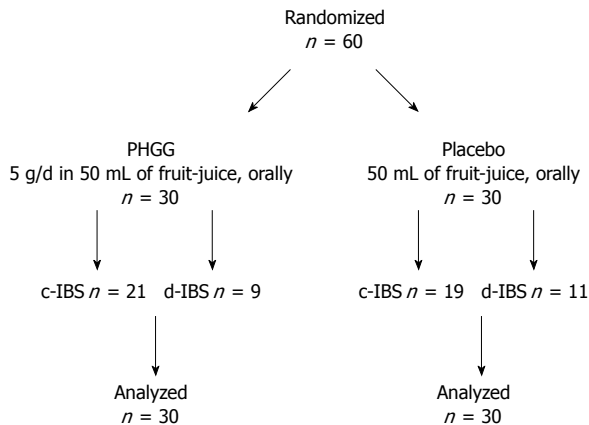 Randomized
n = 60
PHGG
5 g/d in 50 mL of fruit-juice, orally
n = 30
Placebo
50 mL of fruit-juice, orally
n = 30
c-IBS n = 21 d-IBS n = 9
c-IBS n = 19 d-IBS n = 11
Analyzed
n = 30
Analyzed
n = 30